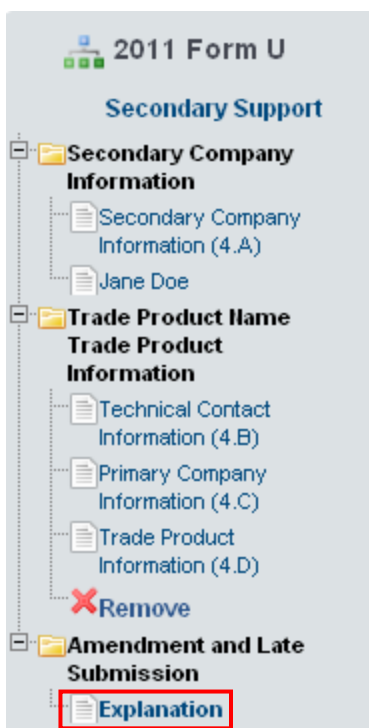 2011 Form U
Secondary Support
Secondary Company
Information
Secondary Company
Information (4.A)
Jane Doe
Trade Product Name
Trade Product
Information
Technical Contact
Information (4.B)
Primary Company
Information (4.C)
Trade Product
Information (4.D)
Remove
Amendment and Late
Submission
Explanation